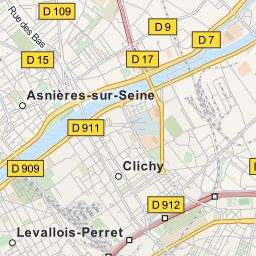 D 109
Rue des Bas
D 9
D 7
D 15
D 17
Asnières-sur-Seine
D 911
D 909
Clichy
D 912
Levallois-Perret